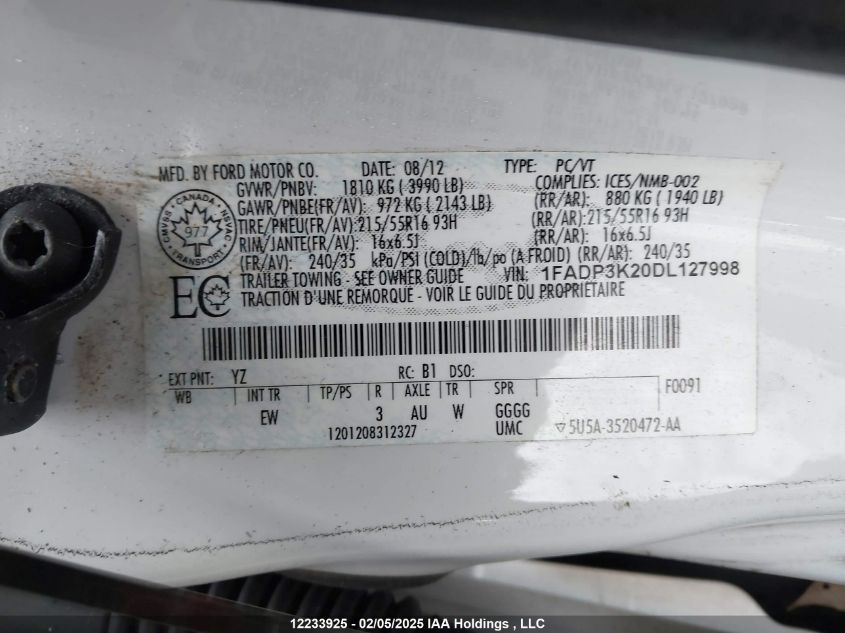 MFD. BY FORD MOTOR CO. DATE: 08/12 TYPE: PC/VT
GVWR/PNBV: 1810 KG ( 3990 LB) COMPLIES: ICES/NMB-002
GAWR/PNBE(FR/AV): 972 KG ( 2143 LB) (RR/AR): 880 KG ( 1940 LB)
TIRE/PNEU(FR/AV):215/55R16 93H (RR/AR):215/55R16 93H
RIM/JANTE(FR/AV): 16x6.5J (RR/AR): 16x6.5J
(FR/AV): 240/35 kPa/PSI (COLD)/lb/po (A FROID) (RR/AR): 240/35
TRAILER TOWING - SEE OWNER GUIDE VIN: 1FADP3K20DL127998
TRACTION D'UNE REMORQUE - VOIR LE GUIDE DU PROPRIETAIRE
CANADA
CMVSS NSVAC
977
TRANSPORT
EC
EXT PNT: YZ RC: B1 DSO:
WB INT TR TP/PS R AXLE TR SPR F0091
EW 3 AU W GGGG
1201208312327 UMC ▽5U5A-3520472-AA
12233925 - 02/05/2025 IAA Holdings , LLC